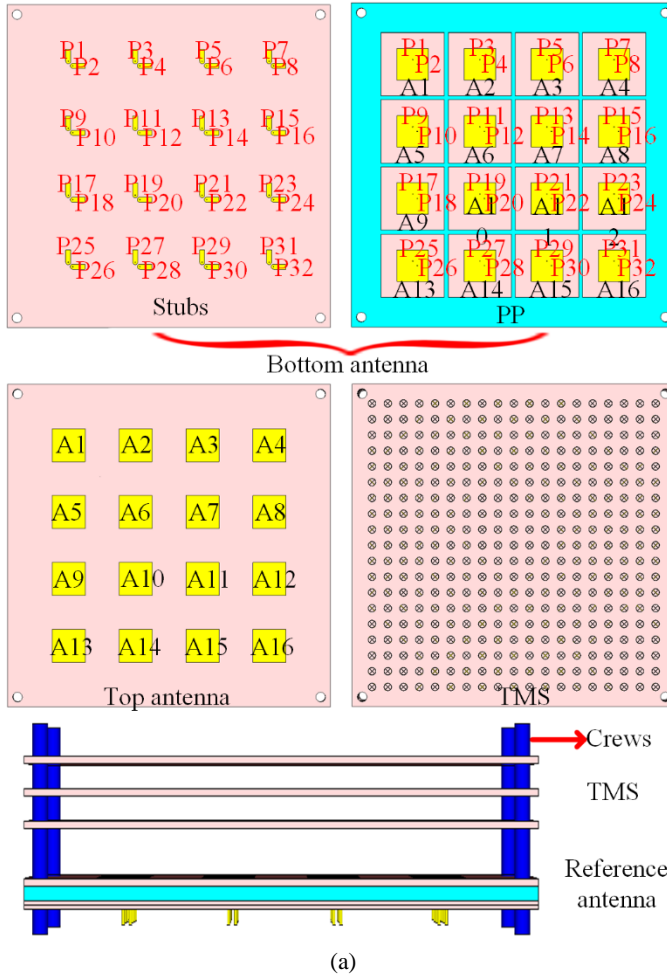 P1 P3 P5 P7
P2 P4 P6 P8
P9 P11 P13 P15
P10 P12 P14 P16
P17 P19 P21 P23
P18 P20 P22 P24
P25 P27 P29 P31
P26 P28 P30 P32
Stubs
P1 P3 P5 P7
P2 P4 P6 P8
A1 A2 A3 A4
P9 P11 P13 P15
P10 P12 P14 P16
A5 A6 A7 A8
P17 P19 P21 P23
P18 P20 P22 P24
A9 A10 A11 A12
P25 P27 P29 P31
P26 P28 P30 P32
A13 A14 A15 A16
PP
Bottom antenna
A1 A2 A3 A4
A5 A6 A7 A8
A9 A10 A11 A12
A13 A14 A15 A16
Top antenna
TMS
Crews
TMS
Reference
antenna
(a)